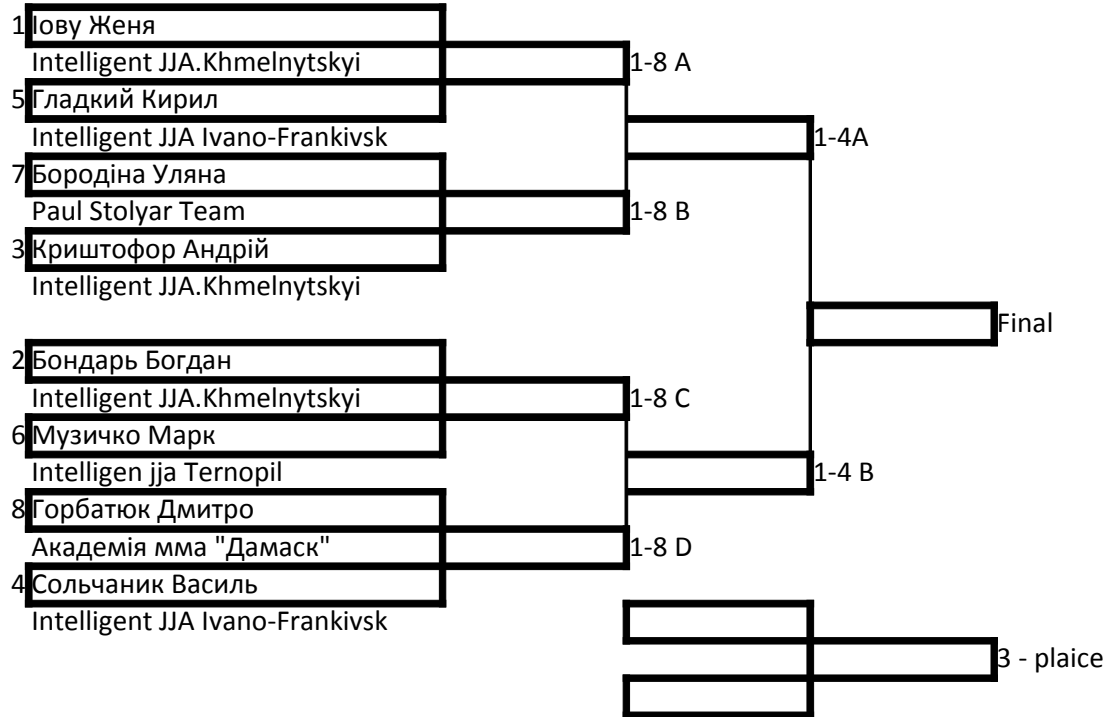 1 Іову Женя
Intelligent JJA.Khmelnytskyi 1-8 A
5 Гладкий Кирил
Intelligent JJA Ivano-Frankivsk 1-4A
7 Бородіна Уляна
Paul Stolyar Team 1-8 B
3 Криштофор Андрій
Intelligent JJA.Khmelnytskyi
Final
2 Бондарь Богдан
Intelligent JJA.Khmelnytskyi 1-8 C
6 Музичко Марк
Intelligen jja Ternopil 1-4 B
8 Горбатюк Дмитро
Академія мма "Дамаск" 1-8 D
4 Сольчаник Василь
Intelligent JJA Ivano-Frankivsk
3 - plaice